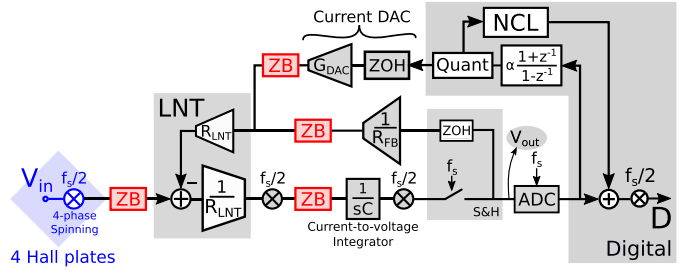 Current DAC
NCL
ZB
G_DAC
ZOH
Quant
α 1+z⁻¹
1-z⁻¹
LNT
R_LNT
ZB
1
R_FB
ZOH
V_out
V_in
f_s/2
ZB
−
1
R_LNT
f_s/2
ZB
1
sC
f_s/2
f_s
S&H
f_s
ADC
f_s/2
D
4-phase
Spinning
Current-to-voltage
Integrator
4 Hall plates
Digital